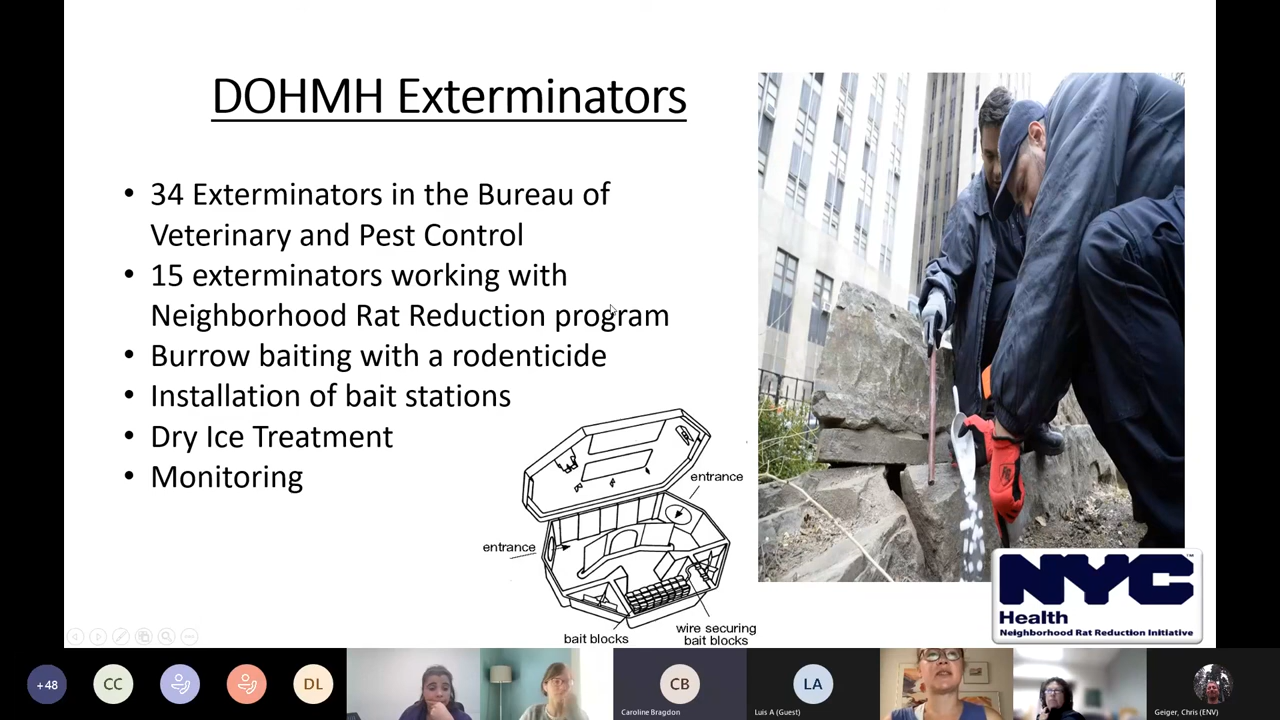 DOHMH Exterminators
• 34 Exterminators in the Bureau of
Veterinary and Pest Control
• 15 exterminators working with
Neighborhood Rat Reduction program
• Burrow baiting with a rodenticide
• Installation of bait stations
• Dry Ice Treatment
• Monitoring
entrance
entrance
bait blocks
wire securing
bait blocks
NYC
™
Health
Neighborhood Rat Reduction Initiative
+48
CC
DL
CB
Caroline Bragdon
LA
Luis A (Guest)
Geiger, Chris (ENV)